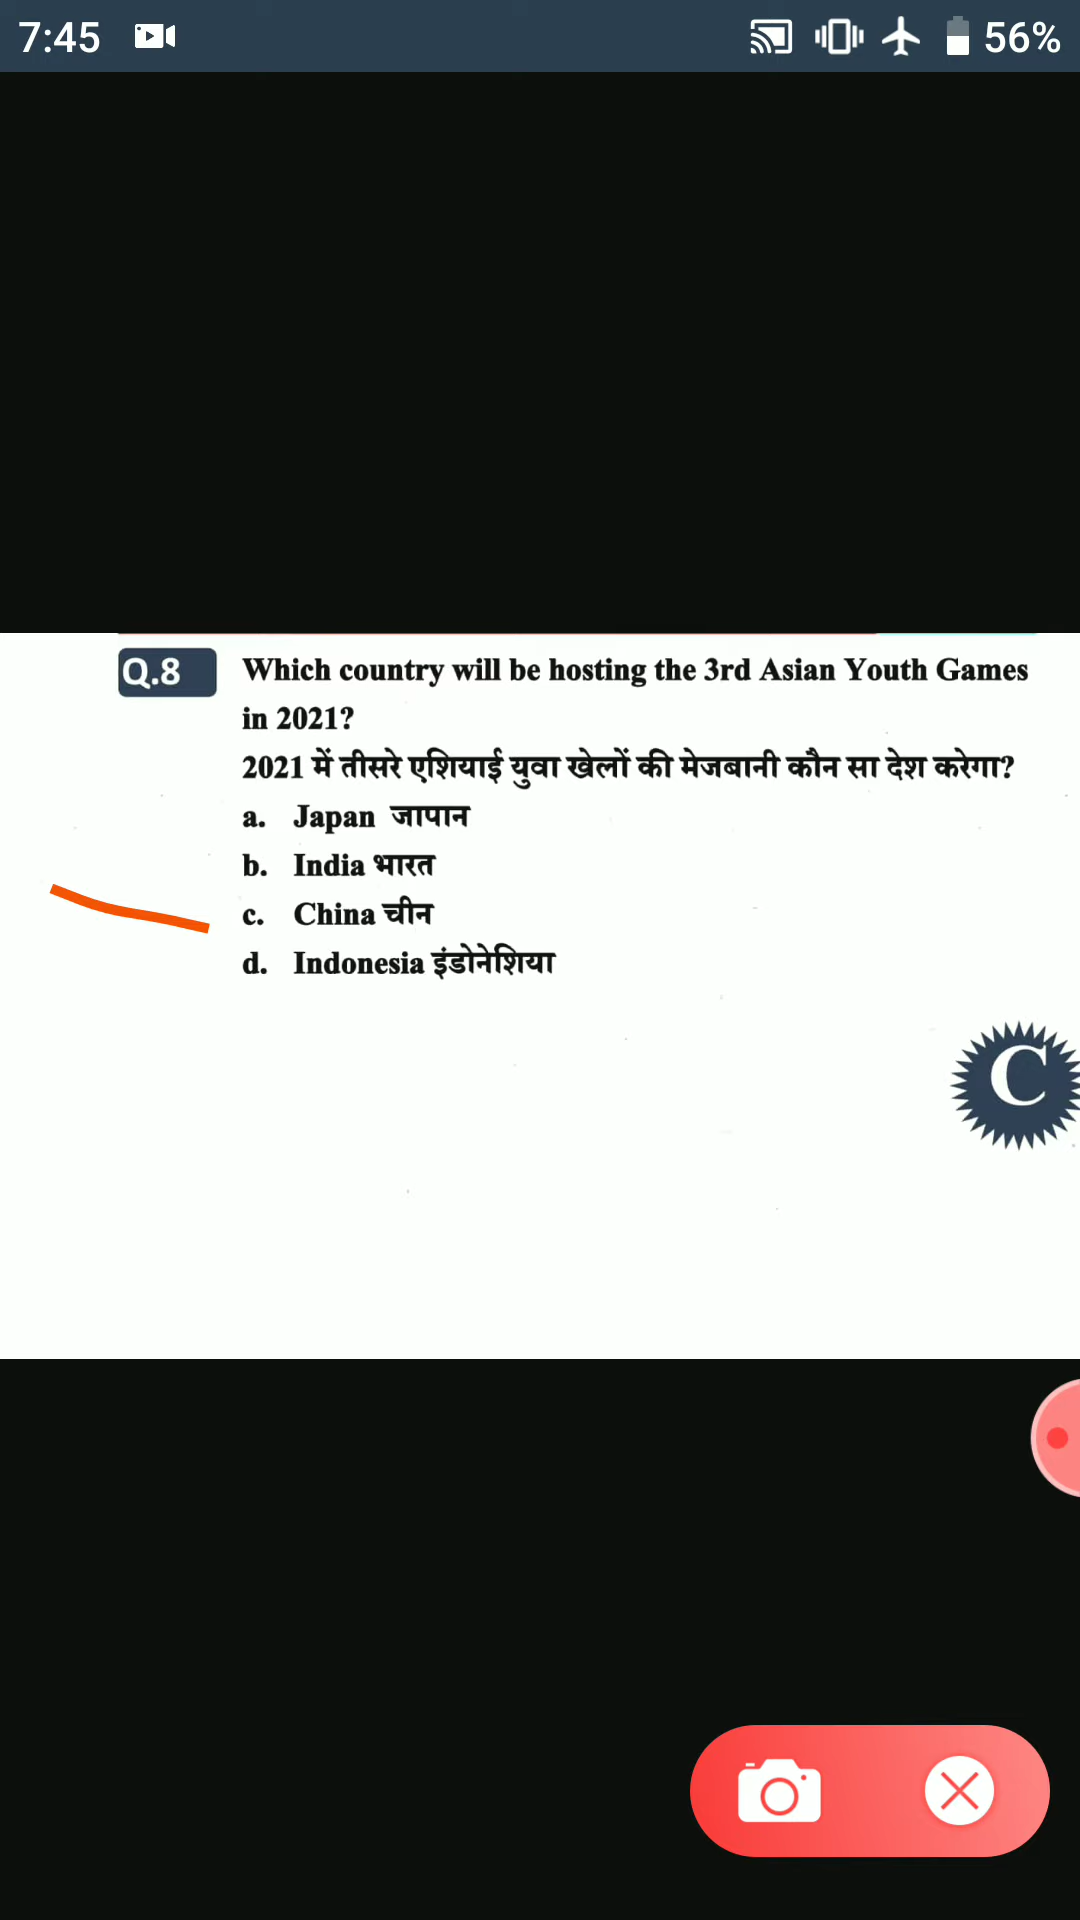 7:45 56%
Q.8 Which country will be hosting the 3rd Asian Youth Games
in 2021?
2021 में तीसरे एशियाई युवा खेलों की मेजबानी कौन सा देश करेगा?
a. Japan जापान
b. India भारत
c. China चीन
d. Indonesia इंडोनेशिया
C